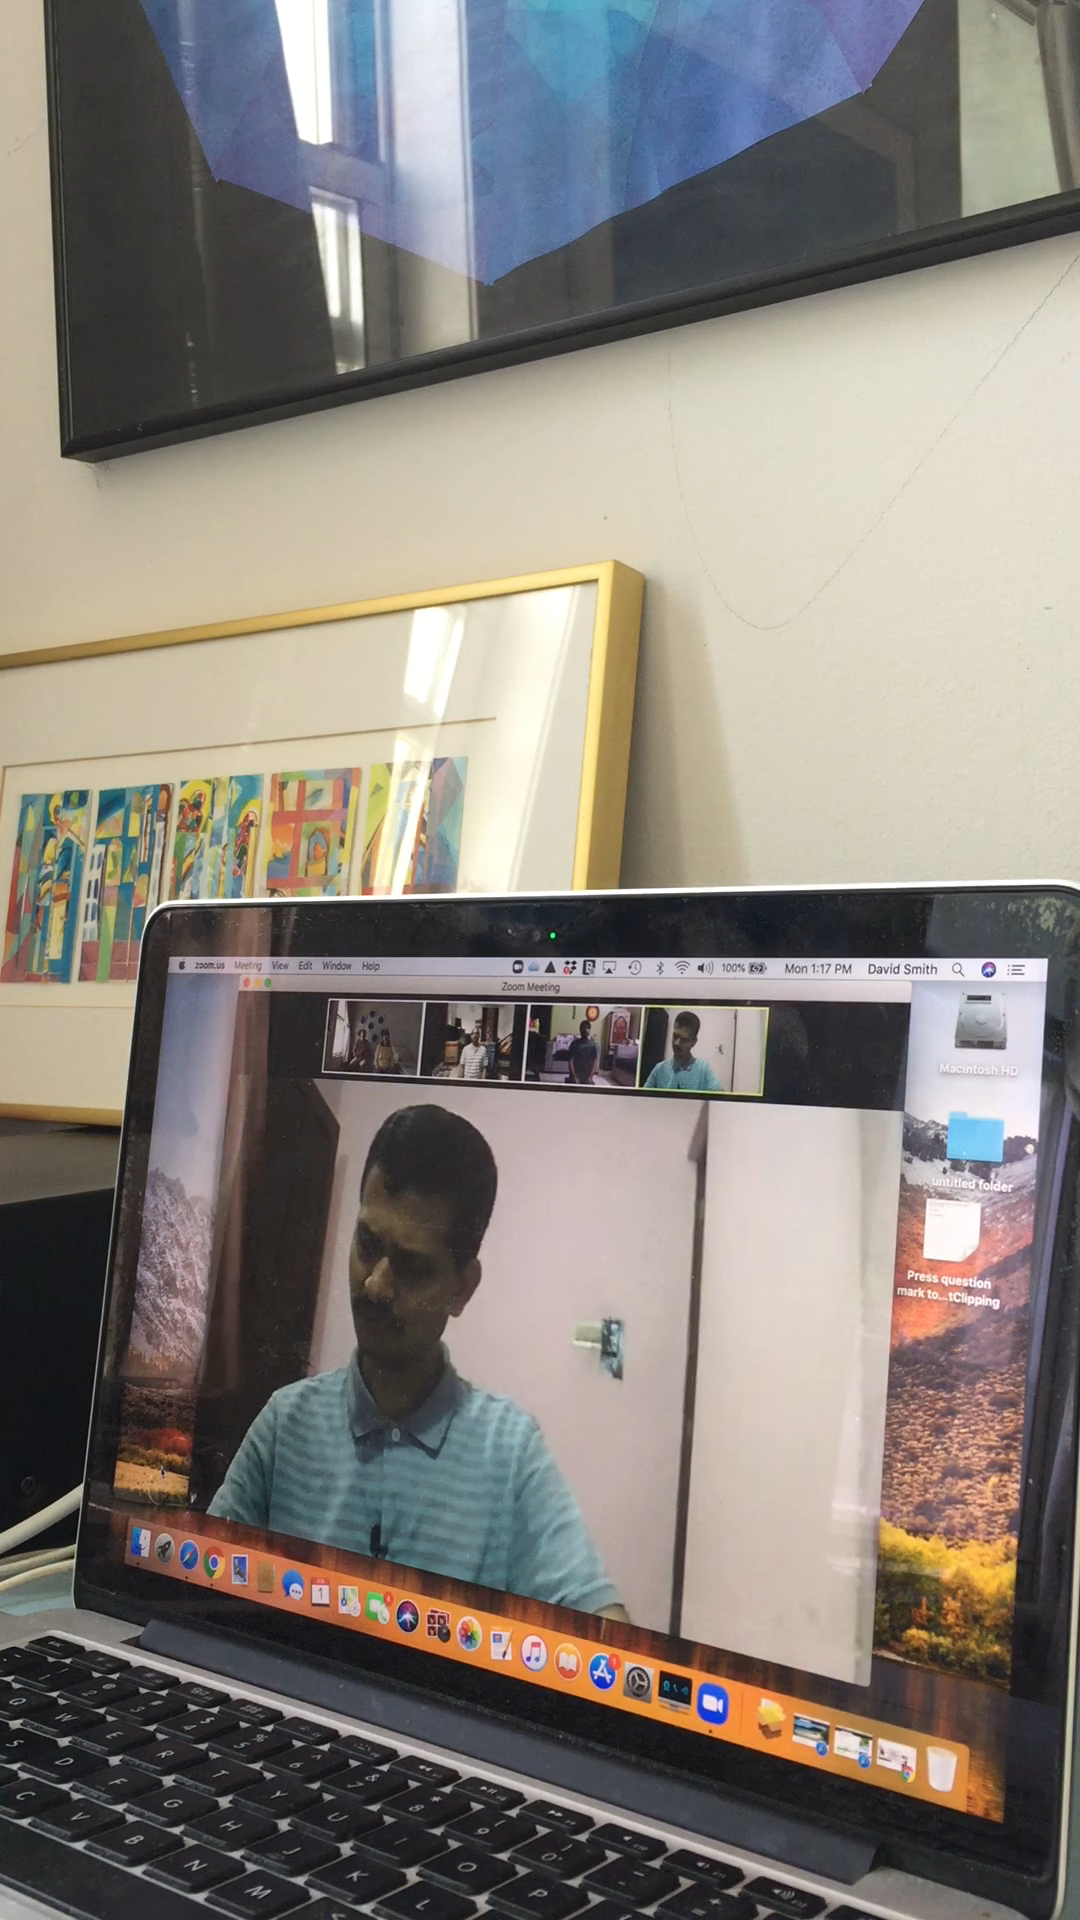 zoom.us Meeting View Edit Window Help 100% Mon 1:17 PM David Smith
Zoom Meeting
Macintosh HD
untitled folder
Press question
mark to...tClipping
1
Q W E R T Y U I O P
S D F G H J K L
C V B N M